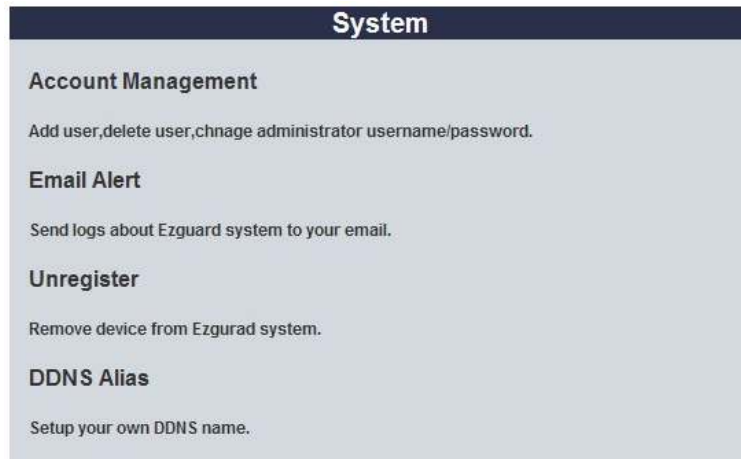 System
Account Management
Add user,delete user,chnage administrator username/password.
Email Alert
Send logs about Ezguard system to your email.
Unregister
Remove device from Ezgurad system.
DDNS Alias
Setup your own DDNS name.